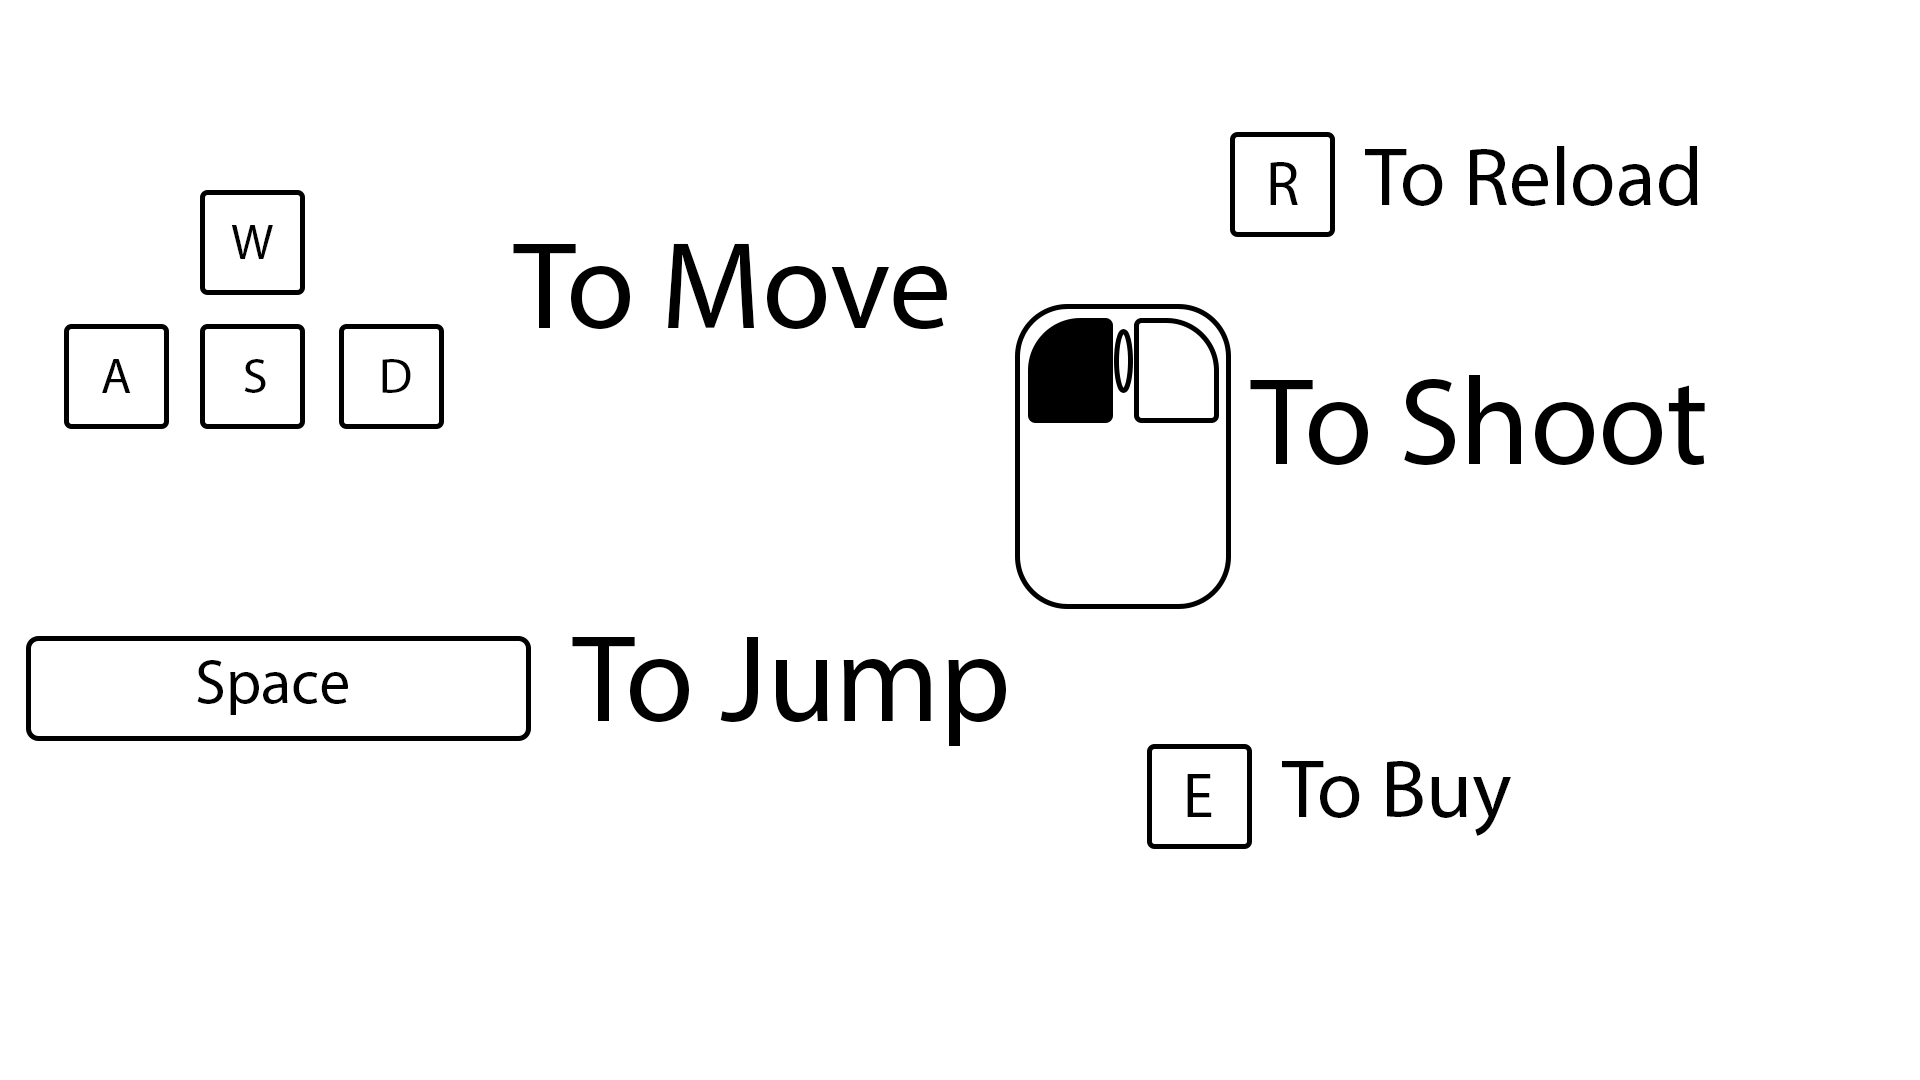 W
A S D
To Move
Space
To Jump
R To Reload
To Shoot
E To Buy